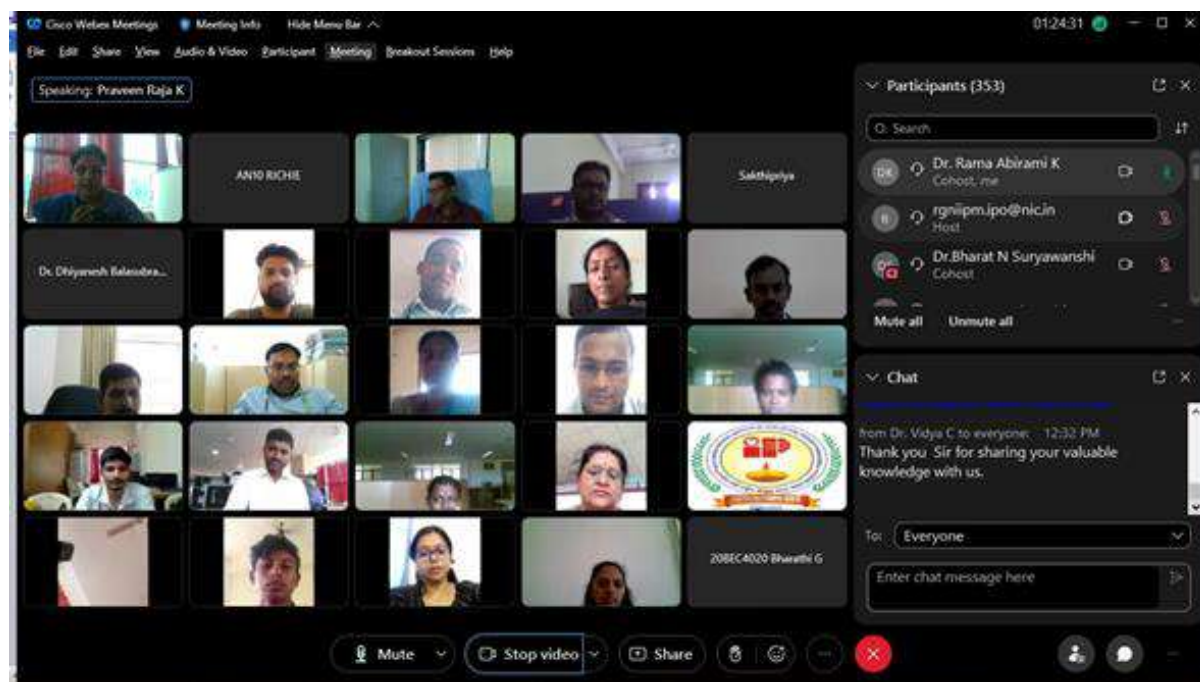 Cisco Webex Meetings Meeting Info Hide Menu Bar 01:24:31
File Edit Share View Audio & Video Participant Meeting Breakout Sessions Help
Speaking: Praveen Raja K
AN10 RICHIE
Sakthipriya
Dr. Dhiyanesh Balasubra...
20BEC4020 Bharathi G
Participants (353)
Search
DK Dr. Rama Abirami K
Cohost, me
R rgniipm.ipo@nic.in
Host
Dr.Bharat N Suryawanshi
Cohost
Mute all Unmute all
Chat
from Dr. Vidya C to everyone: 12:32 PM
Thank you Sir for sharing your valuable
knowledge with us.
To: Everyone
Enter chat message here
Mute Stop video Share